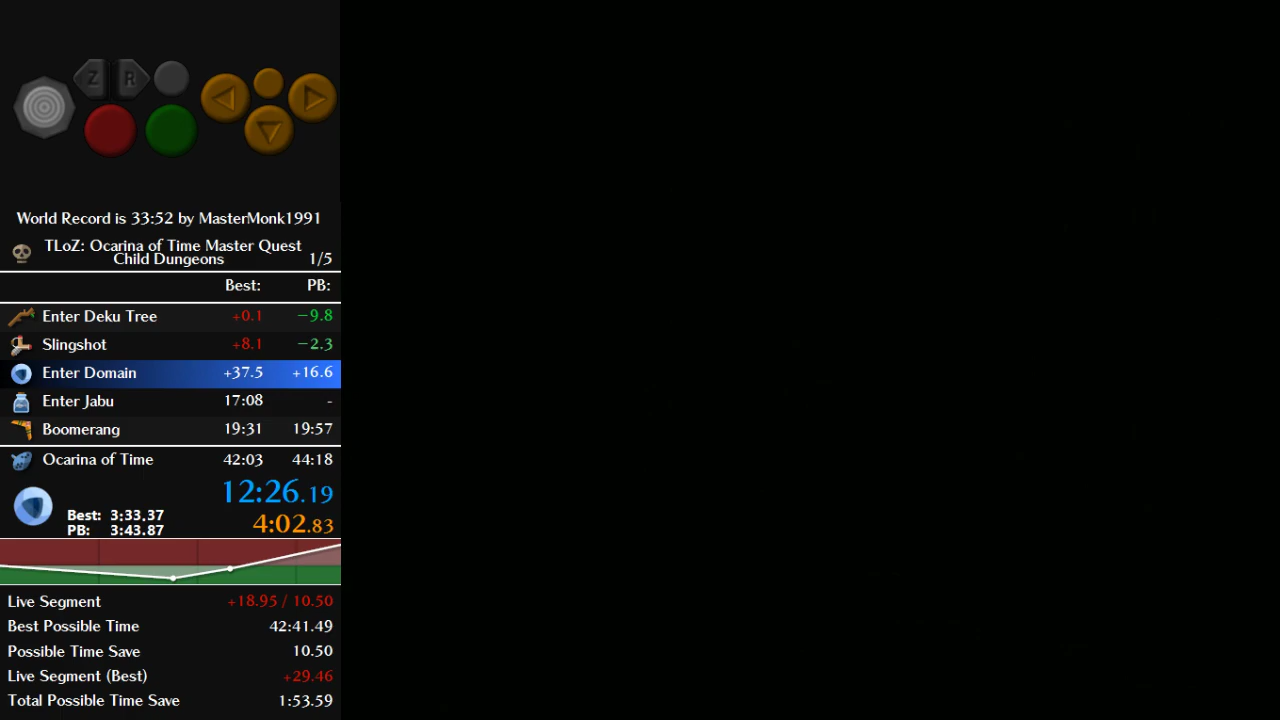 Z R
World Record is 33:52 by MasterMonk1991
TLoZ: Ocarina of Time Master Quest
Child Dungeons 1/5
Best: PB:
Enter Deku Tree +0.1 −9.8
Slingshot +8.1 −2.3
Enter Domain +37.5 +16.6
Enter Jabu 17:08 -
Boomerang 19:31 19:57
Ocarina of Time 42:03 44:18
12:26.19
Best: 3:33.37
4:02.83
PB: 3:43.87
Live Segment +18.95 / 10.50
Best Possible Time 42:41.49
Possible Time Save 10.50
Live Segment (Best) +29.46
Total Possible Time Save 1:53.59